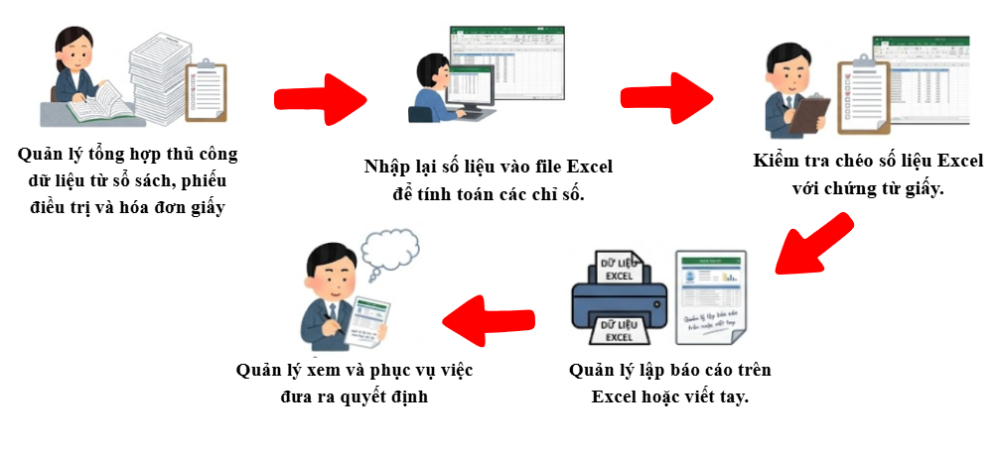 Quản lý tổng hợp thủ công
dữ liệu từ sổ sách, phiếu
điều trị và hóa đơn giấy
Nhập lại số liệu vào file Excel
để tính toán các chỉ số.
Kiểm tra chéo số liệu Excel
với chứng từ giấy.
DỮ LIỆU
EXCEL
DỮ LIỆU
EXCEL
Quản lý lập báo cáo trên
Excel hoặc viết tay.
Quản lý xem và phục vụ việc
đưa ra quyết định